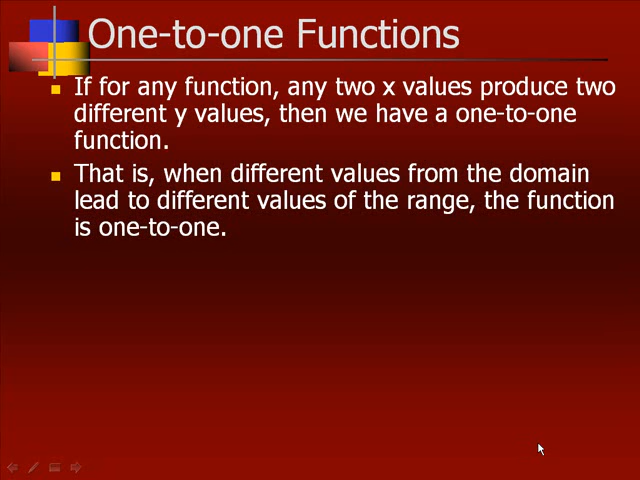 One-to-one Functions
If for any function, any two x values produce two
different y values, then we have a one-to-one
function.
That is, when different values from the domain
lead to different values of the range, the function
is one-to-one.